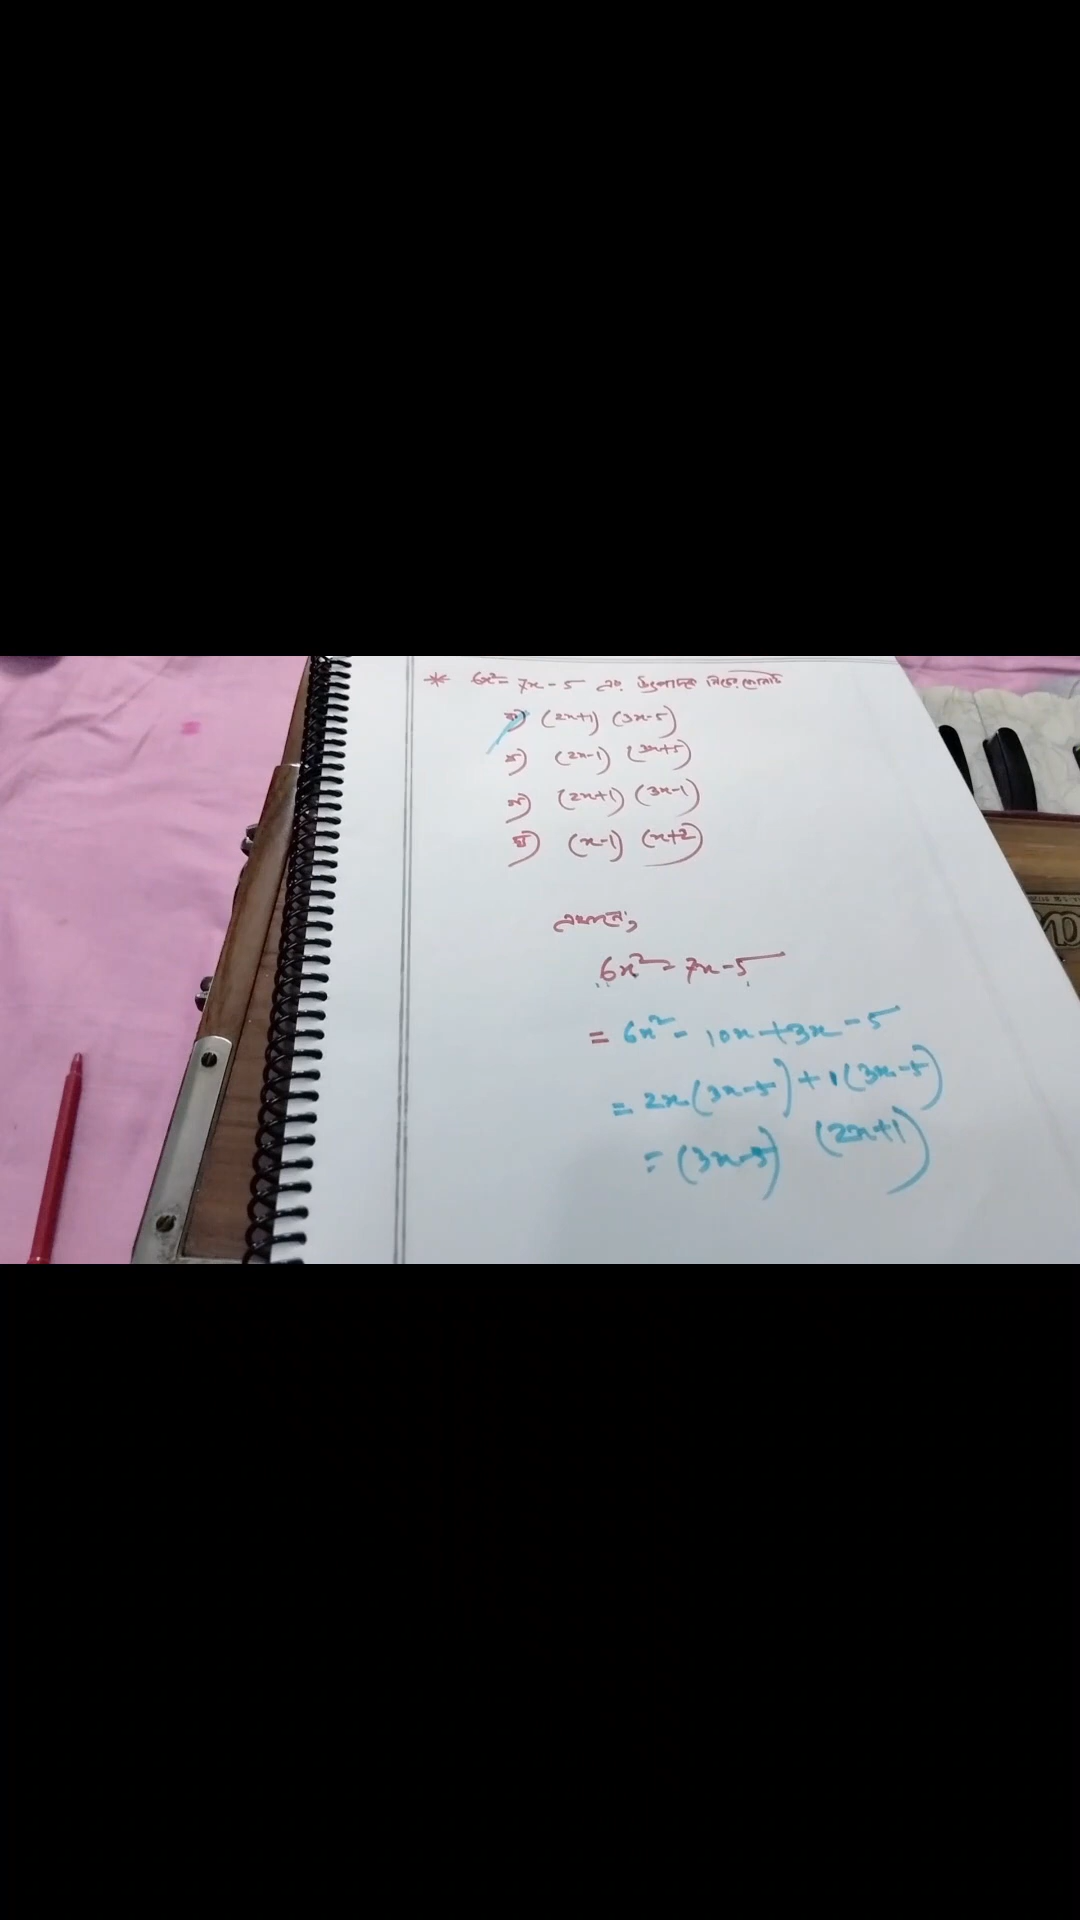 * 6x² - 7x - 5 এর উৎপাদক নিচের কোনটি
ক) (2x+1) (3x-5)
খ) (2x-1) (3x+5)
গ) (2x+1) (3x-1)
ঘ) (x-1) (x+2)
এখানে,
6x² - 7x - 5
= 6x² - 10x + 3x - 5
= 2x (3x-5) + 1 (3x-5)
= (3x-5) (2x+1)